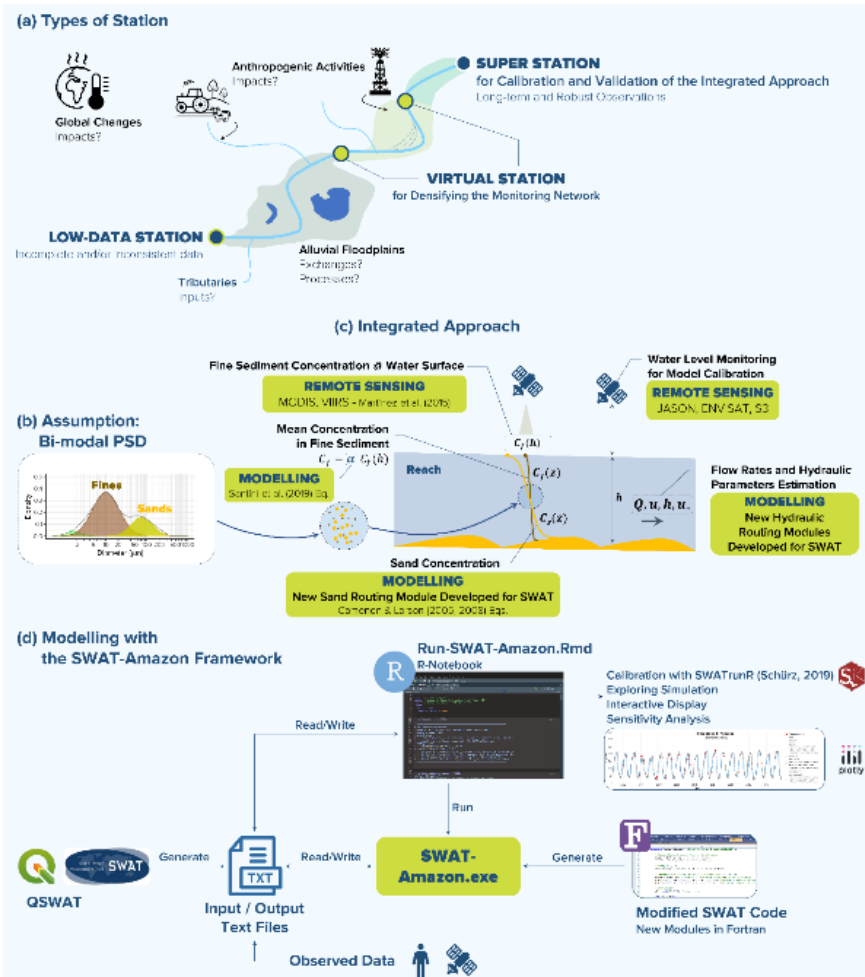 (a) Types of Station
Anthropogenic Activities
Impacts?
SUPER STATION
for Calibration and Validation of the Integrated Approach
Long-term and Robust Observations
Global Changes
Impacts?
VIRTUAL STATION
for Densifying the Monitoring Network
LOW-DATA STATION
Incomplete and/or inconsistent data
Alluvial Floodplains
Exchanges?
Processes?
Tributaries
Inputs?
(c) Integrated Approach
Fine Sediment Concentration @ Water Surface
REMOTE SENSING
MODIS, VIIRS - Martinez et al. (2015)
Water Level Monitoring
for Model Calibration
REMOTE SENSING
JASON, ENVISAT, S3
(b) Assumption:
Bi-modal PSD
Mean Concentration
in Fine Sediment
C_f = α C_f(h)
MODELLING
Santini et al. (2019) Eq.
Fines
Sands
Density
Diameter (μm)
C_f(h)
Reach
C_f(z)
C_s(z)
h
Q, u, h, u*
Flow Rates and Hydraulic
Parameters Estimation
MODELLING
New Hydraulic
Routing Modules
Developed for SWAT
Sand Concentration
MODELLING
New Sand Routing Module Developed for SWAT
Camenen & Larson (2005, 2008) Eqs.
(d) Modelling with
the SWAT-Amazon Framework
Run-SWAT-Amazon.Rmd
R-Notebook
R
Calibration with SWATrunR (Schürz, 2019)
Exploring Simulation
Interactive Display
Sensitivity Analysis
plotly
Read/Write
Run
QSWAT
SWAT
Generate
TXT
Input / Output
Text Files
Read/Write
SWAT-
Amazon.exe
Generate
F
Modified SWAT Code
New Modules in Fortran
Observed Data